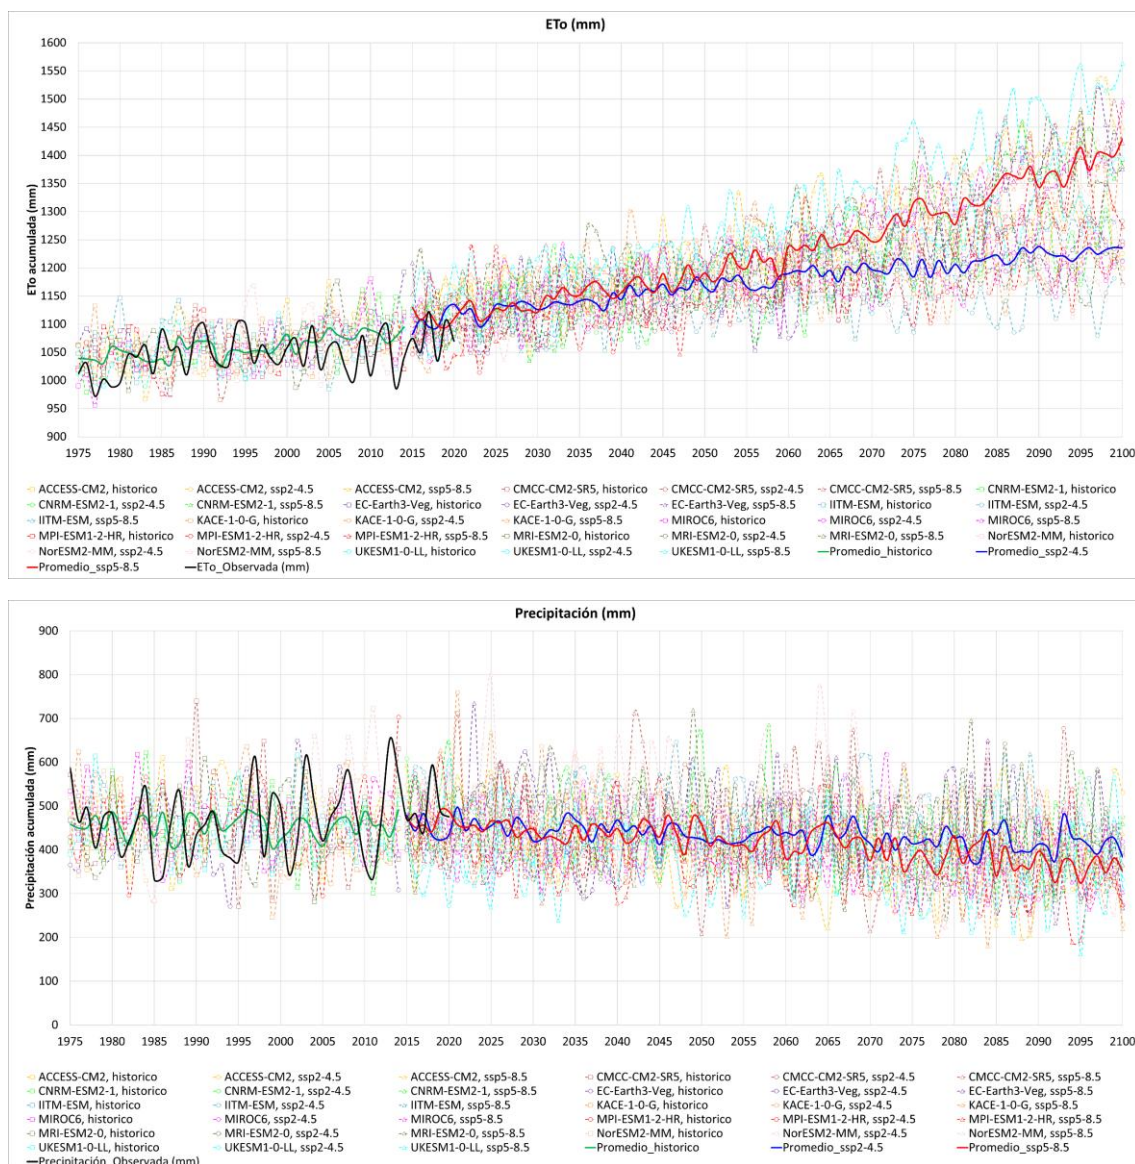 ETo (mm)
1600
1550
1500
1450
1400
1350
1300
1250
1200
1150
1100
1050
1000
950
900
ETo acumulada (mm)
1975 1980 1985 1990 1995 2000 2005 2010 2015 2020 2025 2030 2035 2040 2045 2050 2055 2060 2065 2070 2075 2080 2085 2090 2095 2100
ACCESS-CM2, historico ACCESS-CM2, ssp2-4.5 ACCESS-CM2, ssp5-8.5 CMCC-CM2-SR5, historico CMCC-CM2-SR5, ssp2-4.5 CMCC-CM2-SR5, ssp5-8.5 CNRM-ESM2-1, historico
CNRM-ESM2-1, ssp2-4.5 CNRM-ESM2-1, ssp5-8.5 EC-Earth3-Veg, historico EC-Earth3-Veg, ssp2-4.5 EC-Earth3-Veg, ssp5-8.5 IITM-ESM, historico IITM-ESM, ssp2-4.5
IITM-ESM, ssp5-8.5 KACE-1-0-G, historico KACE-1-0-G, ssp2-4.5 KACE-1-0-G, ssp5-8.5 MIROC6, historico MIROC6, ssp2-4.5 MIROC6, ssp5-8.5
MPI-ESM1-2-HR, historico MPI-ESM1-2-HR, ssp2-4.5 MPI-ESM1-2-HR, ssp5-8.5 MRI-ESM2-0, historico MRI-ESM2-0, ssp2-4.5 MRI-ESM2-0, ssp5-8.5 NorESM2-MM, historico
NorESM2-MM, ssp2-4.5 NorESM2-MM, ssp5-8.5 UKESM1-0-LL, historico UKESM1-0-LL, ssp2-4.5 UKESM1-0-LL, ssp5-8.5 Promedio_historico Promedio_ssp2-4.5
Promedio_ssp5-8.5 ETo_Observada (mm)
Precipitación (mm)
900
800
700
600
500
400
300
200
100
0
Precipitación acumulada (mm)
1975 1980 1985 1990 1995 2000 2005 2010 2015 2020 2025 2030 2035 2040 2045 2050 2055 2060 2065 2070 2075 2080 2085 2090 2095 2100
ACCESS-CM2, historico ACCESS-CM2, ssp2-4.5 ACCESS-CM2, ssp5-8.5 CMCC-CM2-SR5, historico CMCC-CM2-SR5, ssp2-4.5 CMCC-CM2-SR5, ssp5-8.5
CNRM-ESM2-1, historico CNRM-ESM2-1, ssp2-4.5 CNRM-ESM2-1, ssp5-8.5 EC-Earth3-Veg, historico EC-Earth3-Veg, ssp2-4.5 EC-Earth3-Veg, ssp5-8.5
IITM-ESM, historico IITM-ESM, ssp2-4.5 IITM-ESM, ssp5-8.5 KACE-1-0-G, historico KACE-1-0-G, ssp2-4.5 KACE-1-0-G, ssp5-8.5
MIROC6, historico MIROC6, ssp2-4.5 MIROC6, ssp5-8.5 MPI-ESM1-2-HR, historico MPI-ESM1-2-HR, ssp2-4.5 MPI-ESM1-2-HR, ssp5-8.5
MRI-ESM2-0, historico MRI-ESM2-0, ssp2-4.5 MRI-ESM2-0, ssp5-8.5 NorESM2-MM, historico NorESM2-MM, ssp2-4.5 NorESM2-MM, ssp5-8.5
UKESM1-0-LL, historico UKESM1-0-LL, ssp2-4.5 UKESM1-0-LL, ssp5-8.5 Promedio_historico Promedio_ssp2-4.5 Promedio_ssp5-8.5
Precipitación_Observada (mm)